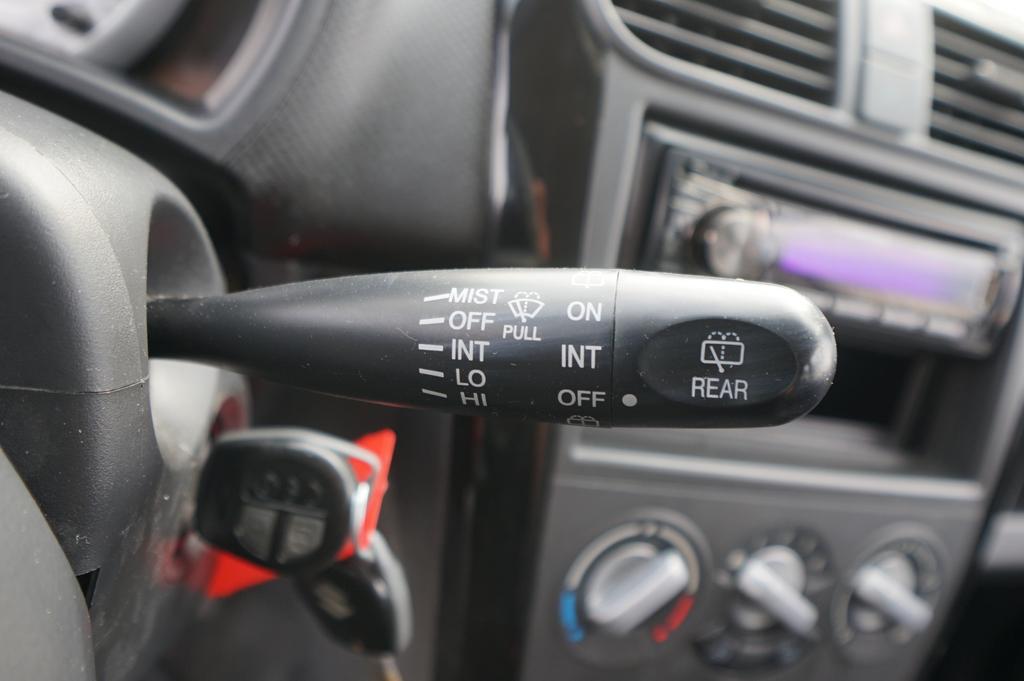 MIST
OFF
INT
LO
HI
PULL
ON
INT
OFF
REAR